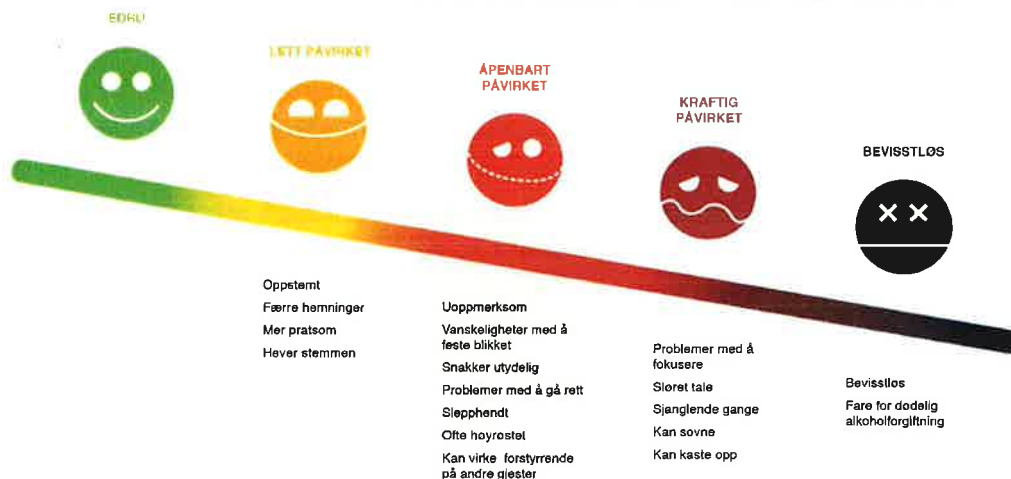 EDRU
LETT PÅVIRKET
ÅPENBART
PÅVIRKET
KRAFTIG
PÅVIRKET
BEVISSTLØS
Oppstemt
Færre hemninger
Mer pratsom
Hever stemmen
Uoppmerksom
Vanskeligheter med å
feste blikket
Snakker utydelig
Problemer med å gå rett
Slepphendt
Ofte høyrøstet
Kan virke forstyrrende
på andre gjester
Problemer med å
fokusere
Sløret tale
Sjanglende gange
Kan sovne
Kan kaste opp
Bevisstløs
Fare for dødelig
alkoholforgiftning